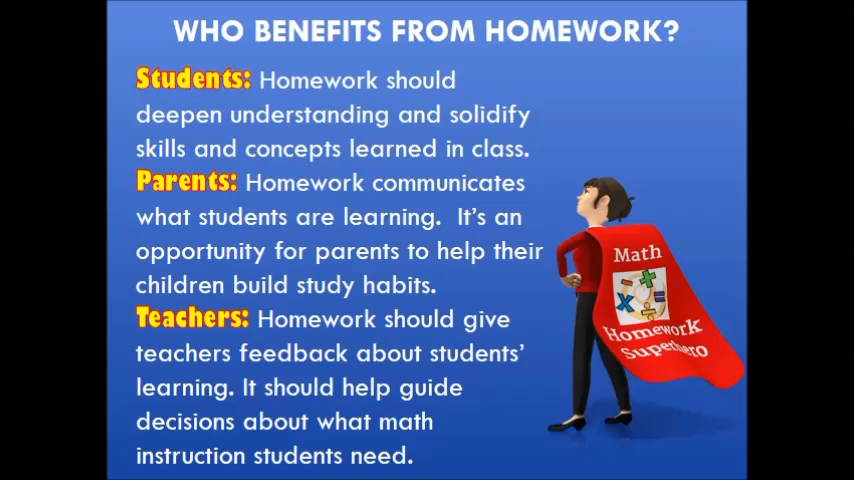 WHO BENEFITS FROM HOMEWORK?
Students: Homework should
deepen understanding and solidify
skills and concepts learned in class.
Parents: Homework communicates
what students are learning.  It's an
opportunity for parents to help their
children build study habits.
Teachers: Homework should give
teachers feedback about students'
learning. It should help guide
decisions about what math
instruction students need.
Math
Homework
Superhero